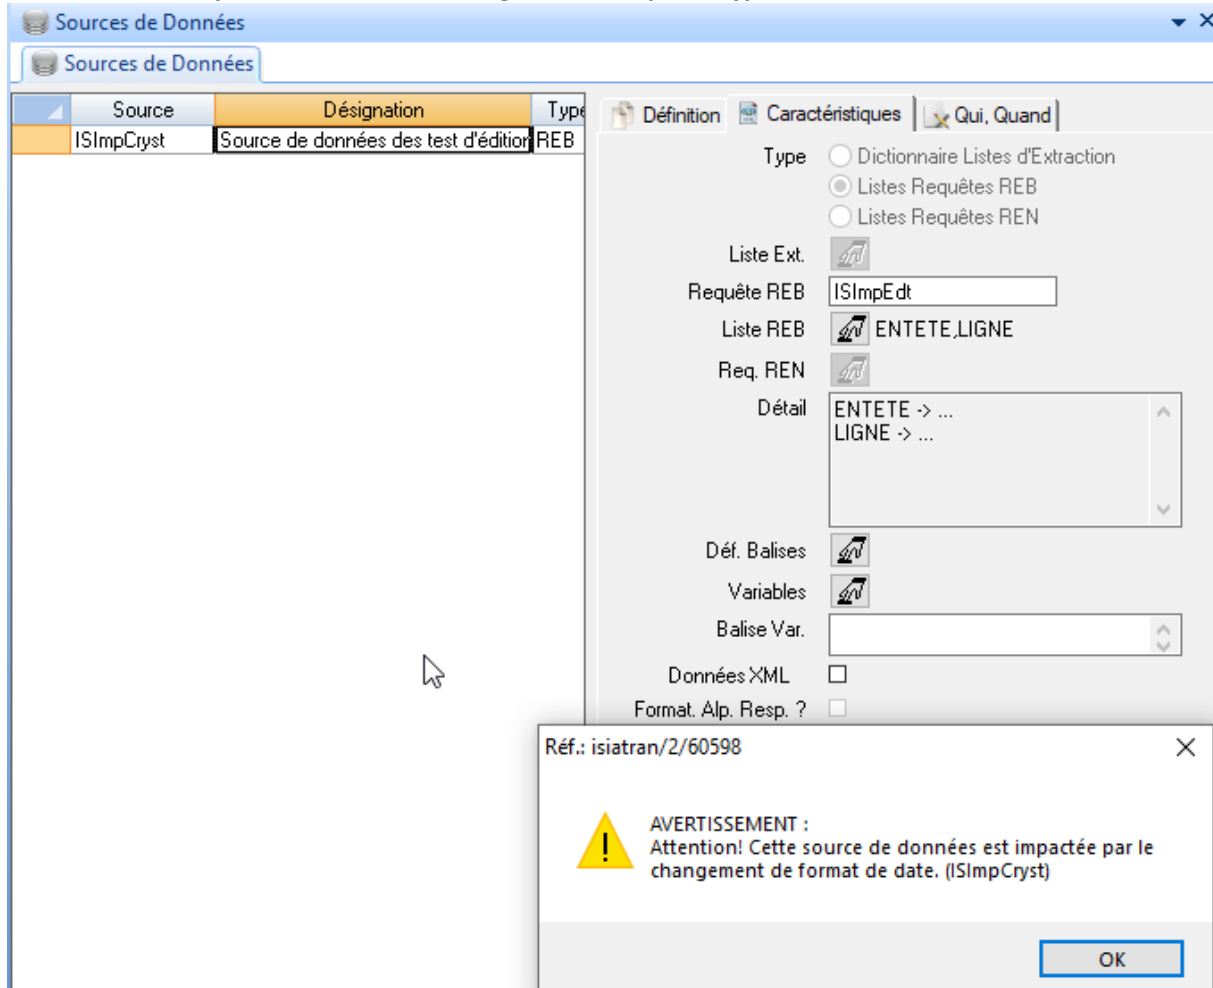 Sources de Données
Sources de Données
Source Désignation Type
ISImpCryst Source de données des test d'édition REB
Définition Caractéristiques Qui, Quand
Type Dictionnaire Listes d'Extraction
Listes Requêtes REB
Listes Requêtes REN
Liste Ext.
Requête REB ISImpEdt
Liste REB ENTETE,LIGNE
Req. REN
Détail ENTETE -> ...
LIGNE -> ...
Déf. Balises
Variables
Balise Var.
Données XML
Format. Alp. Resp. ?
Réf.: isiatran/2/60598
AVERTISSEMENT :
Attention! Cette source de données est impactée par le
changement de format de date. (ISImpCryst)
OK